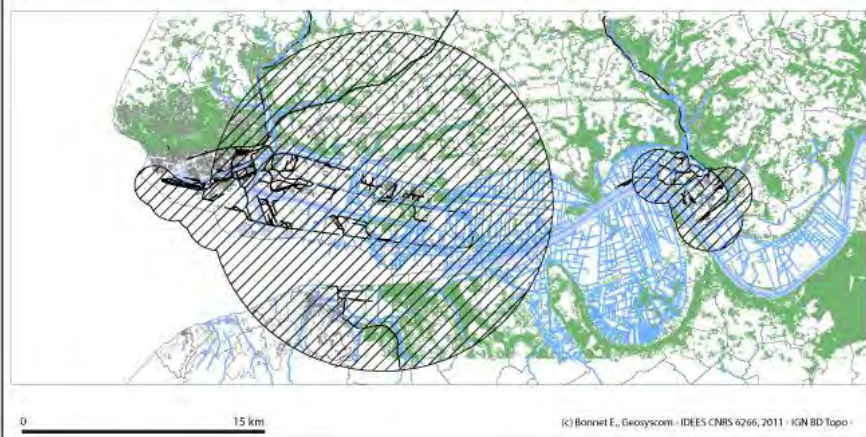 0 15 km
(c) Bonnet E., Geosyscom - IDEES CNRS 6266, 2011 - IGN BD Topo -